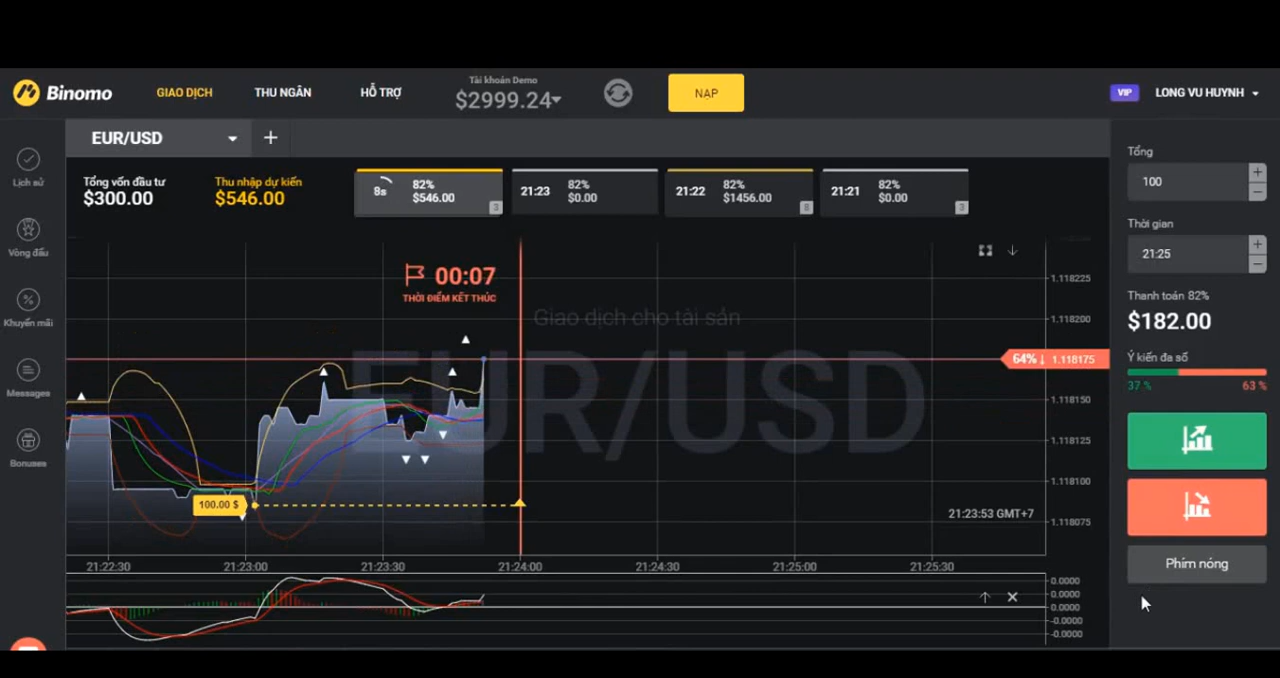 Binomo
GIAO DỊCH
THU NGÂN
HỖ TRỢ
Tài khoản Demo
$2999.24
NẠP
VIP
LONG VU HUYNH
Lịch sử
Vòng đấu
Khuyến mãi
Messages
Bonuses
EUR/USD
+
Tổng vốn đầu tư
$300.00
Thu nhập dự kiến
$546.00
8s
82%
$546.00
3
21:23
82%
$0.00
21:22
82%
$1456.00
8
21:21
82%
$0.00
3
00:07
THỜI ĐIỂM KẾT THÚC
Giao dịch cho tài sản
EUR/USD
1.118225
1.118200
64% ↓ 1.118175
1.118150
1.118125
1.118100
1.118075
100.00 $
21:23:53 GMT+7
21:22:30
21:23:00
21:23:30
21:24:00
21:24:30
21:25:00
21:25:30
0.0000
0.0000
0.0000
-0.0000
-0.0000
Tổng
100
Thời gian
21:25
Thanh toán 82%
$182.00
Ý kiến đa số
37 %
63 %
Phím nóng